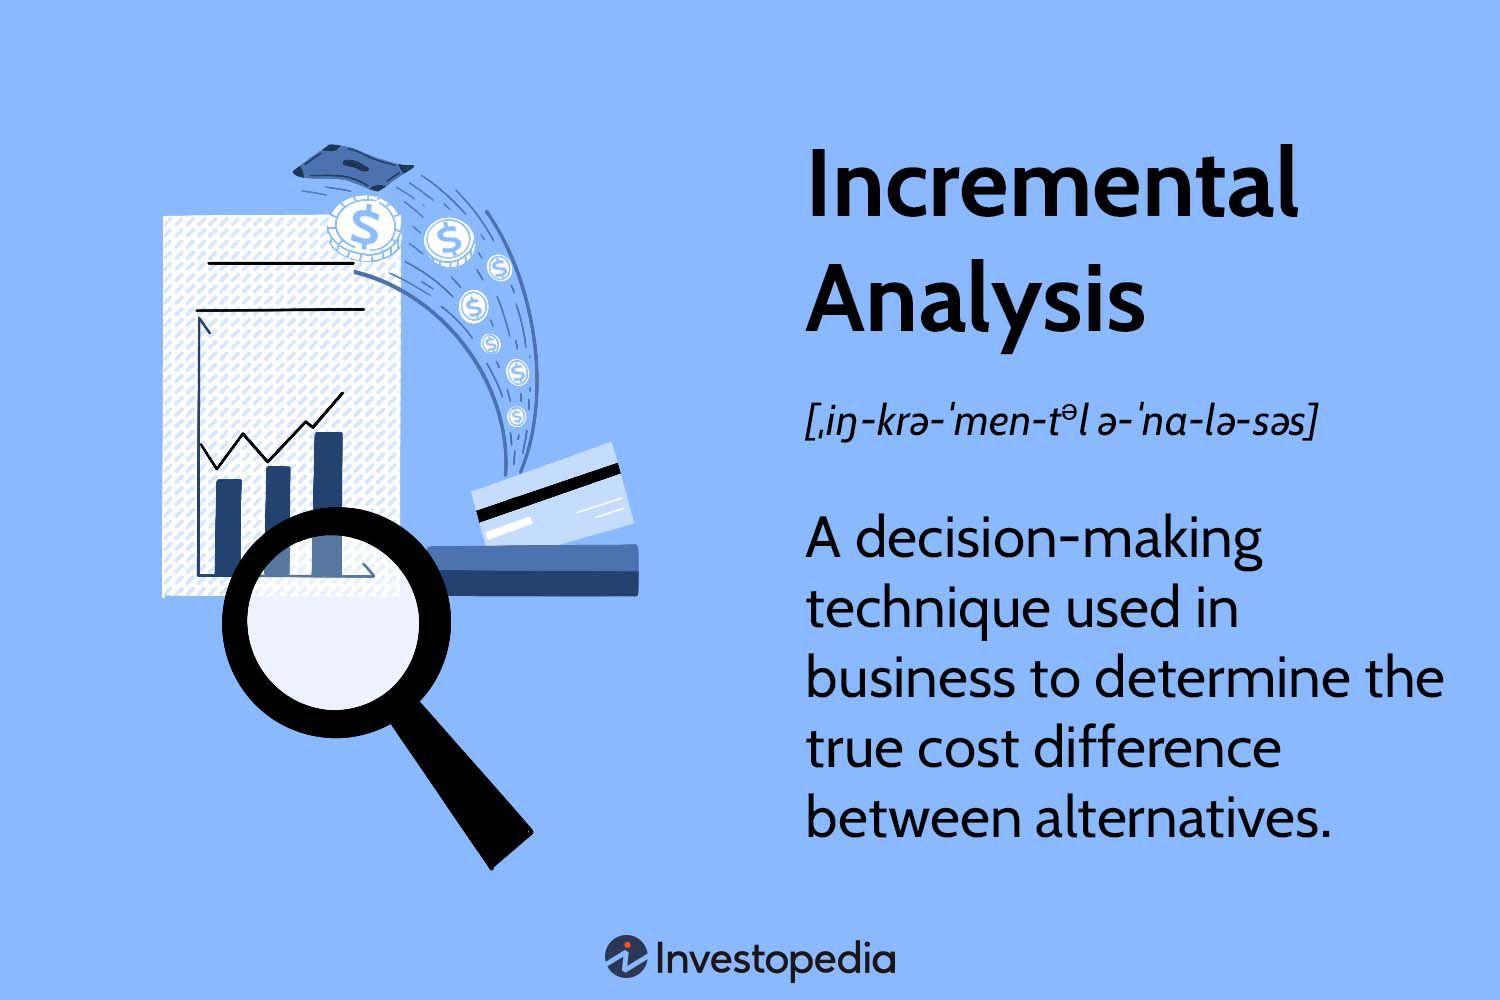 Incremental
Analysis
[ˌiŋ-krə-ˈmen-tᵊl ə-ˈna-lə-səs]
A decision-making
technique used in
business to determine the
true cost difference
between alternatives.
Investopedia